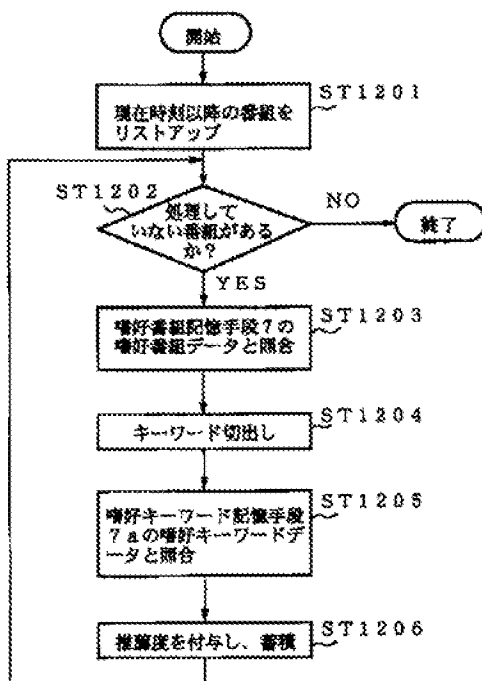 開始
ST1201
現在時刻以降の番組を
リストアップ
ST1202
処理して
いない番組がある
か?
NO
終了
YES
ST1203
嗜好番組記憶手段7の
嗜好番組データと照合
ST1204
キーワード切出し
ST1205
嗜好キーワード記憶手段
7aの嗜好キーワードデ
ータと照合
ST1206
推薦度を付与し、蓄積